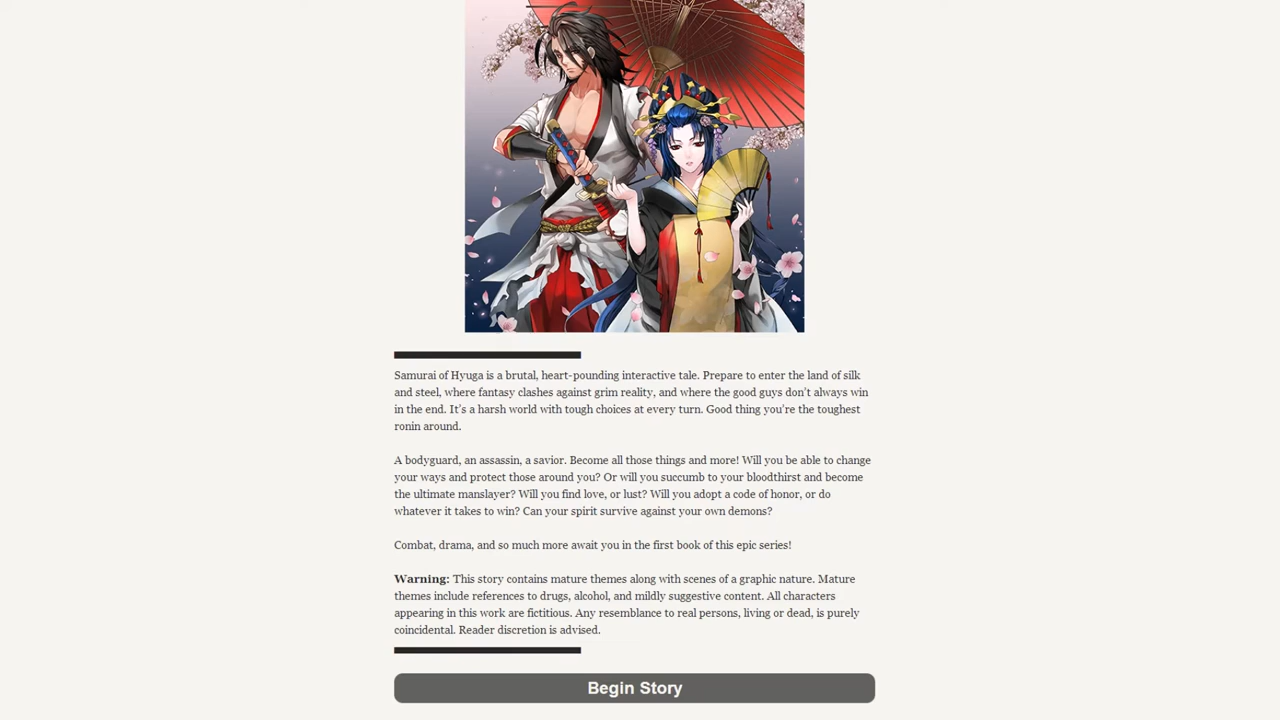 Samurai of Hyuga is a brutal, heart-pounding interactive tale. Prepare to enter the land of silk
and steel, where fantasy clashes against grim reality, and where the good guys don't always win
in the end. It's a harsh world with tough choices at every turn. Good thing you're the toughest
ronin around.
A bodyguard, an assassin, a savior. Become all those things and more! Will you be able to change
your ways and protect those around you? Or will you succumb to your bloodthirst and become
the ultimate manslayer? Will you find love, or lust? Will you adopt a code of honor, or do
whatever it takes to win? Can your spirit survive against your own demons?
Combat, drama, and so much more await you in the first book of this epic series!
Warning: This story contains mature themes along with scenes of a graphic nature. Mature
themes include references to drugs, alcohol, and mildly suggestive content. All characters
appearing in this work are fictitious. Any resemblance to real persons, living or dead, is purely
coincidental. Reader discretion is advised.
Begin Story